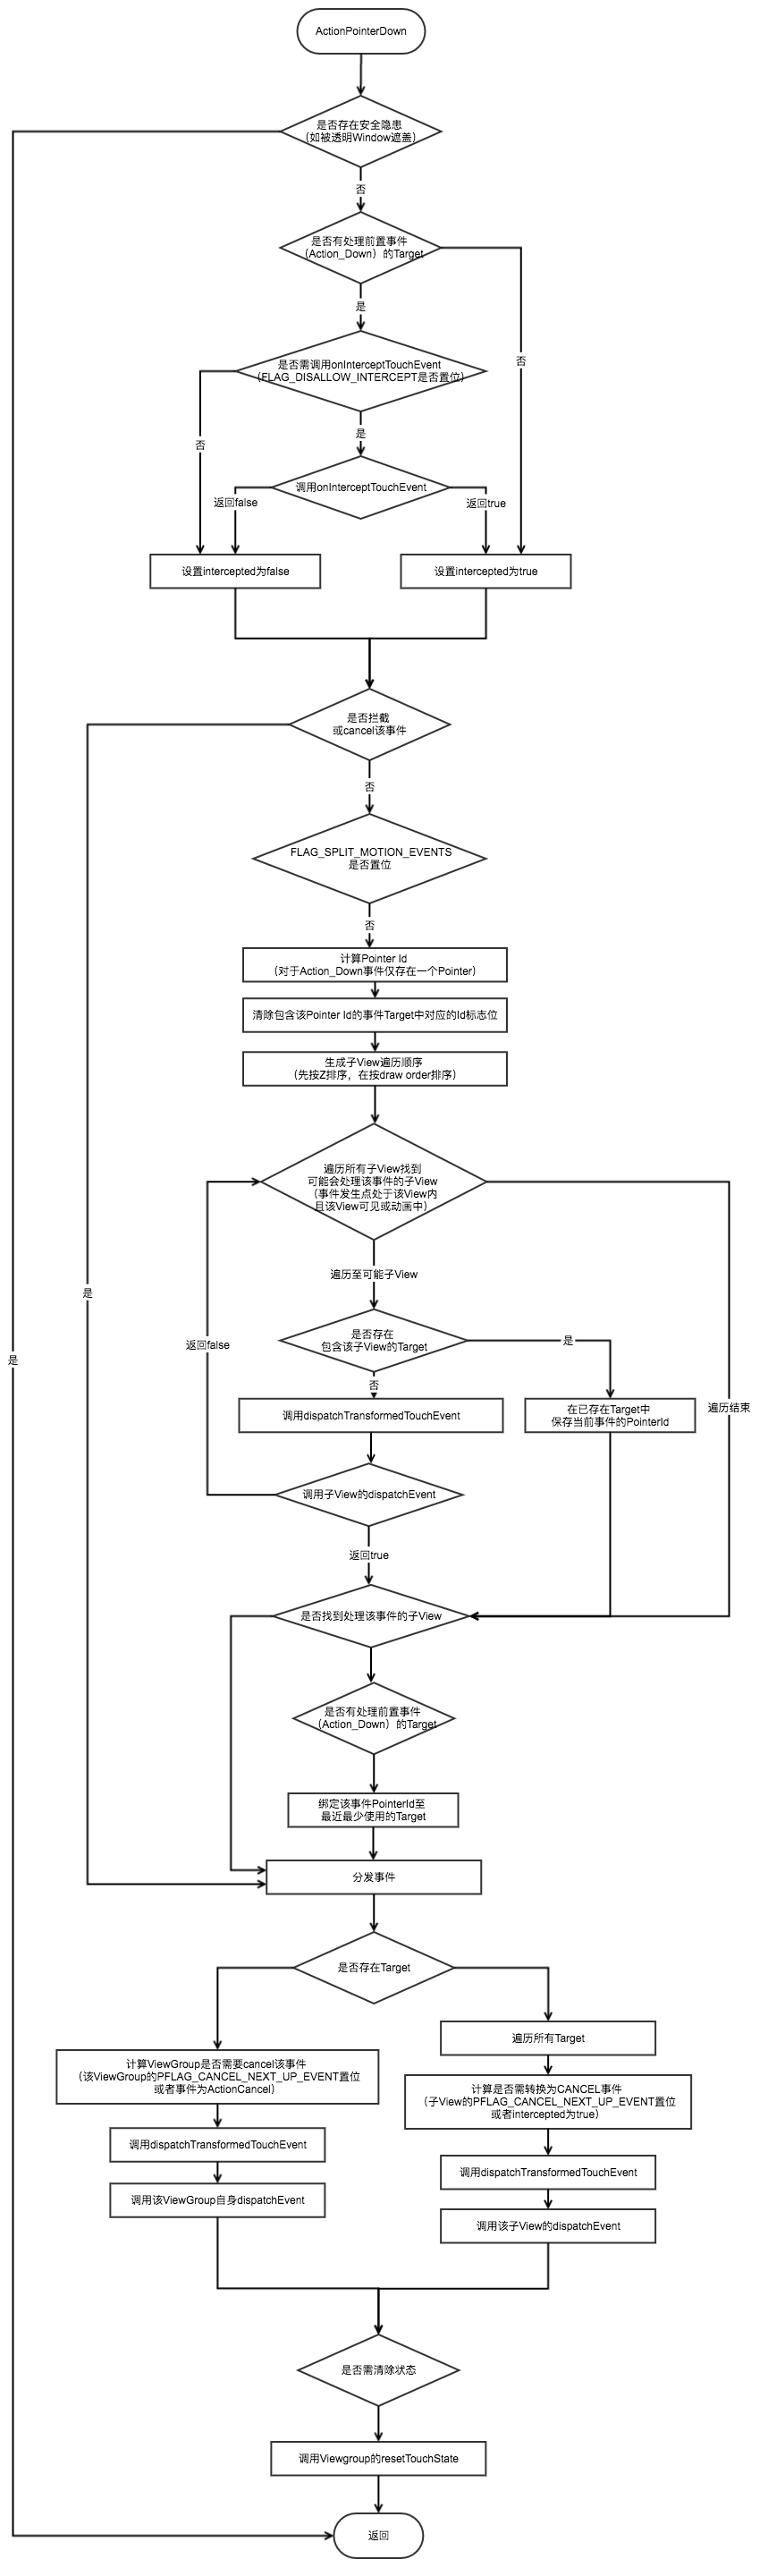 ActionPointerDown
是否存在安全隐患
（如被透明Window遮盖）
否
是否有处理前置事件
（Action_Down）的Target
是
否
是否需调用onInterceptTouchEvent
（FLAG_DISALLOW_INTERCEPT是否置位）
否
是
调用onInterceptTouchEvent
返回false
返回true
设置intercepted为false
设置intercepted为true
是否拦截
或cancel该事件
否
FLAG_SPLIT_MOTION_EVENTS
是否置位
否
计算Pointer Id
（对于Action_Down事件仅存在一个Pointer）
清除包含该Pointer Id的事件Target中对应的Id标志位
生成子View遍历顺序
（先按Z排序，在按draw order排序）
遍历所有子View找到
可能会处理该事件的子View
（事件发生点处于该View内
且该View可见或动画中）
遍历至可能子View
是
返回false
是否存在
包含该子View的Target
是
是
否
调用dispatchTransformedTouchEvent
在已存在Target中
保存当前事件的PointerId
遍历结束
调用子View的dispatchEvent
返回true
是否找到处理该事件的子View
是否有处理前置事件
（Action_Down）的Target
绑定该事件PointerId至
最近最少使用的Target
分发事件
是否存在Target
遍历所有Target
计算ViewGroup是否需要cancel该事件
（该ViewGroup的PFLAG_CANCEL_NEXT_UP_EVENT置位
或者事件为ActionCancel）
计算是否需转换为CANCEL事件
（子View的PFLAG_CANCEL_NEXT_UP_EVENT置位
或者intercepted为true）
调用dispatchTransformedTouchEvent
调用dispatchTransformedTouchEvent
调用该ViewGroup自身dispatchEvent
调用该子View的dispatchEvent
是否需清除状态
调用Viewgroup的resetTouchState
返回